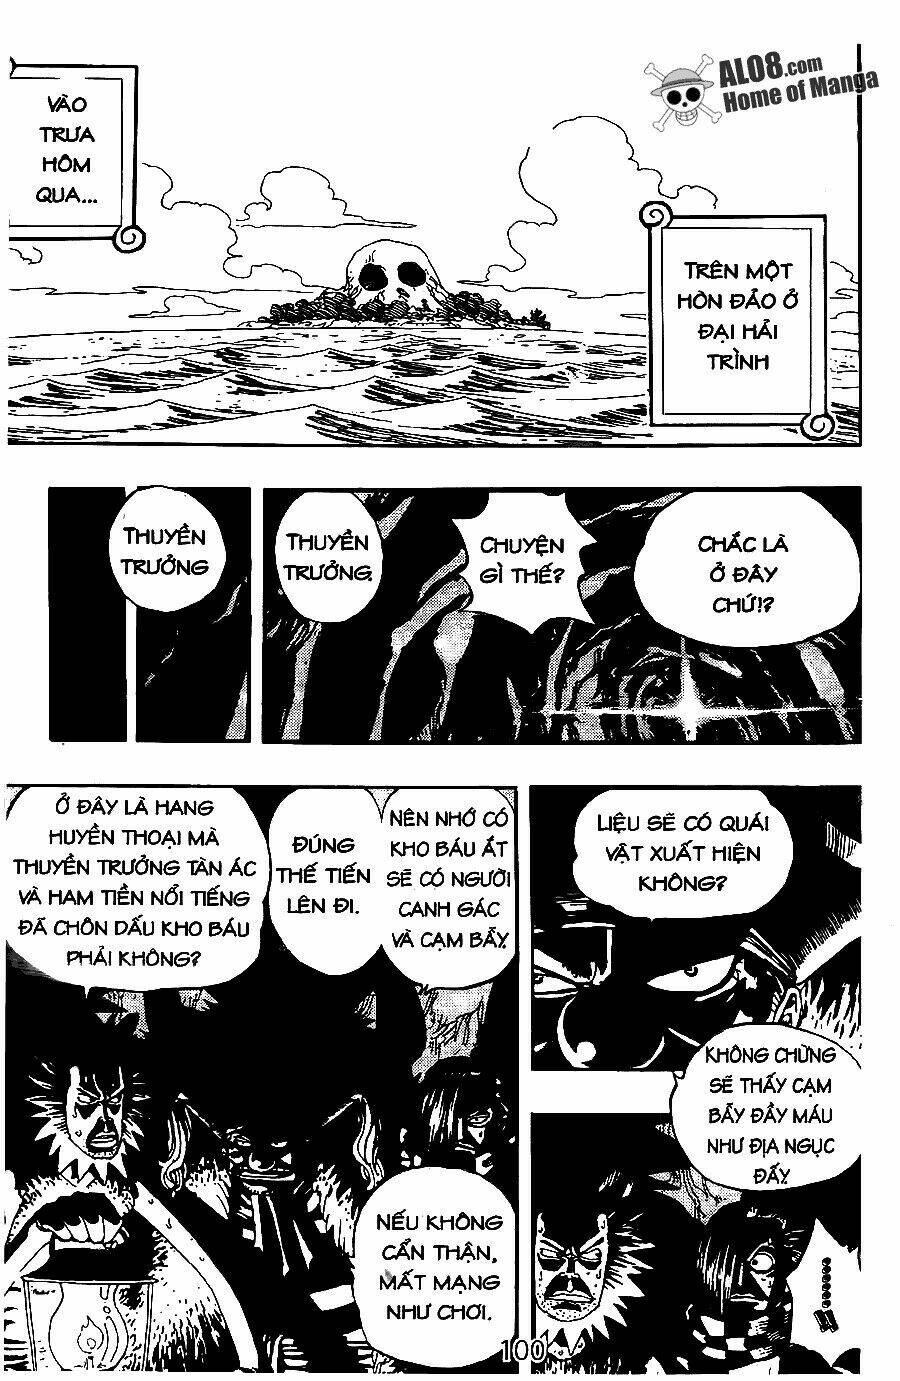 AL08.com
Home of Manga
VÀO
TRƯA
HÔM
QUA...
TRÊN MỘT
HÒN ĐẢO Ở
ĐẠI HẢI
TRÌNH
THUYỀN
TRƯỞNG
THUYỀN
TRƯỞNG.
CHUYỆN
GÌ THẾ?
CHẮC LÀ
Ở ĐÂY
CHỨ!?
Ở ĐÂY LÀ HANG
HUYỀN THOẠI MÀ
THUYỀN TRƯỞNG TÀN ÁC
VÀ HAM TIỀN NỔI TIẾNG
ĐÃ CHÔN DẤU KHO BÁU
PHẢI KHÔNG?
ĐÚNG
THẾ TIẾN
LÊN ĐI.
NÊN NHỚ CÓ
KHO BÁU ẮT
SẼ CÓ NGƯỜI
CANH GÁC
VÀ CẠM BẪY.
LIỆU SẼ CÓ QUÁI
VẬT XUẤT HIỆN
KHÔNG?
KHÔNG CHỪNG
SẼ THẤY CẠM
BẪY ĐẦY MÁU
NHƯ ĐỊA NGỤC
ĐẤY.
NẾU KHÔNG
CẨN THẬN,
MẤT MẠNG
NHƯ CHƠI.
100